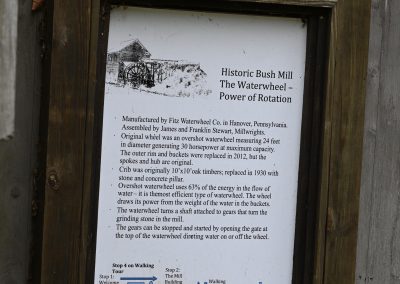 Historic Bush Mill
The Waterwheel –
Power of Rotation
Manufactured by Fitz Waterwheel Co. in Hanover, Pennsylvania.
Assembled by James and Franklin Stewart, Millwrights.
Original wheel was an overshot waterwheel measuring 24 feet
in diameter generating 30 horsepower at maximum capacity.
The outer rim and buckets were replaced in 2012, but the
spokes and hub are original.
Crib was originally 10'x10'oak timbers; replaced in 1930 with
stone and concrete pillar.
Overshot waterwheel uses 63% of the energy in the flow of
water – it is themost efficient type of waterwheel. The wheel
draws its power from the weight of the water in the buckets.
The waterwheel turns a shaft attached to gears that turn the
grinding stone in the mill.
The gears can be stopped and started by opening the gate at
the top of the waterwheel directing water on or off the wheel.
Stop 4 on Walking
Tour
Stop 1:
Welcome
Stop 2:
The Mill
Building
Walking